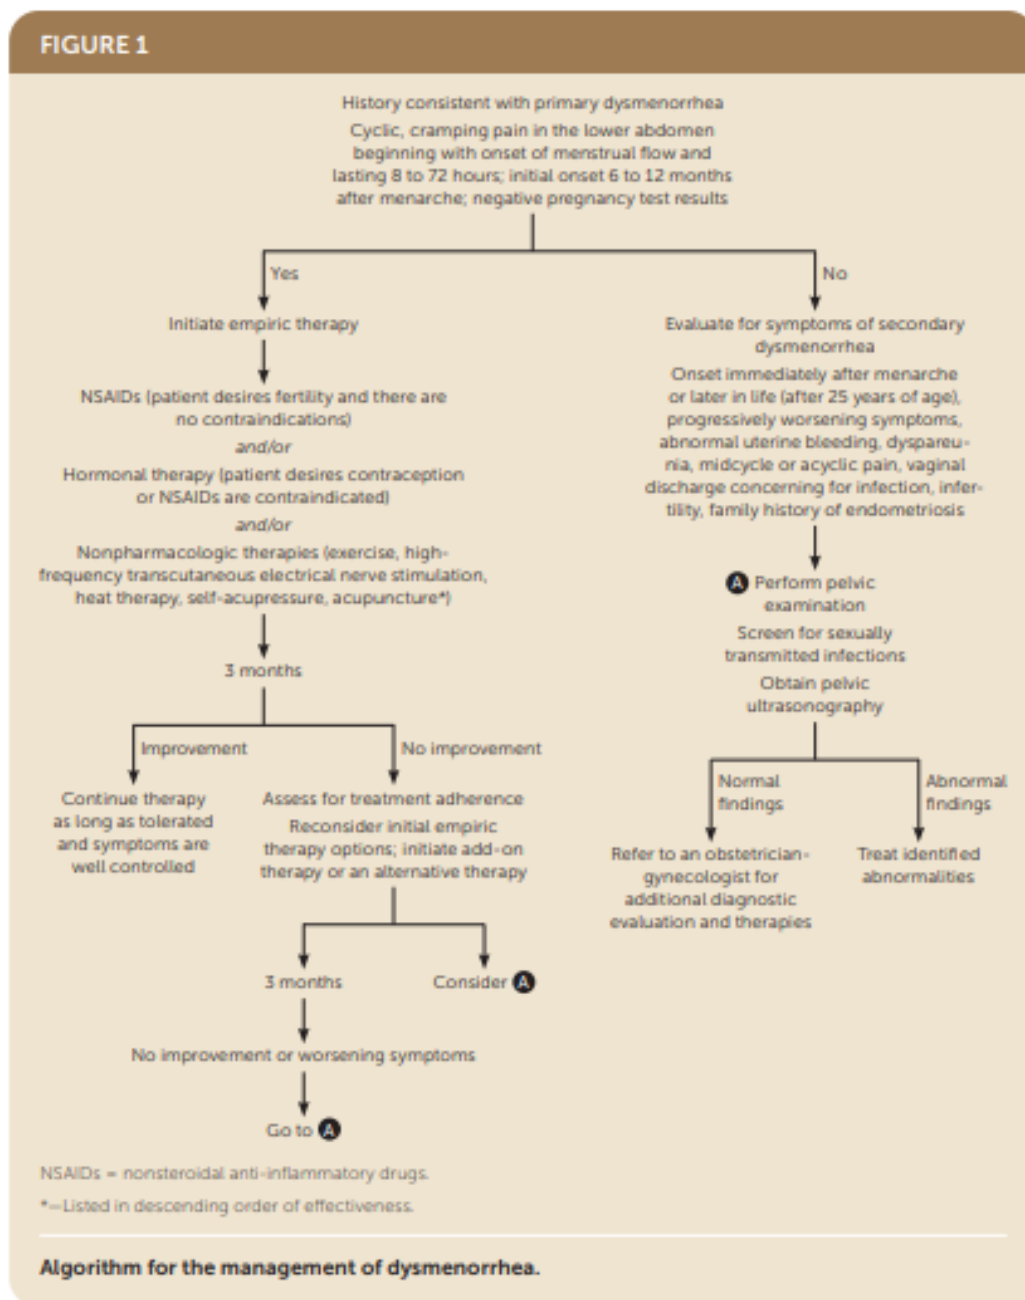 FIGURE 1
History consistent with primary dysmenorrhea
Cyclic, cramping pain in the lower abdomen
beginning with onset of menstrual flow and
lasting 8 to 72 hours; initial onset 6 to 12 months
after menarche; negative pregnancy test results
Yes
Initiate empiric therapy
NSAIDs (patient desires fertility and there are
no contraindications)
and/or
Hormonal therapy (patient desires contraception
or NSAIDs are contraindicated)
and/or
Nonpharmacologic therapies (exercise, high-
frequency transcutaneous electrical nerve stimulation,
heat therapy, self-acupressure, acupuncture*)
3 months
Improvement
Continue therapy
as long as tolerated
and symptoms are
well controlled
No improvement
Assess for treatment adherence
Reconsider initial empiric
therapy options; initiate add-on
therapy or an alternative therapy
3 months
Consider A
No improvement or worsening symptoms
Go to A
No
Evaluate for symptoms of secondary
dysmenorrhea
Onset immediately after menarche
or later in life (after 25 years of age),
progressively worsening symptoms,
abnormal uterine bleeding, dyspareu-
nia, midcycle or acyclic pain, vaginal
discharge concerning for infection, infer-
tility, family history of endometriosis
A Perform pelvic
examination
Screen for sexually
transmitted infections
Obtain pelvic
ultrasonography
Normal
findings
Refer to an obstetrician-
gynecologist for
additional diagnostic
evaluation and therapies
Abnormal
findings
Treat identified
abnormalities
NSAIDs = nonsteroidal anti-inflammatory drugs.
*—Listed in descending order of effectiveness.
Algorithm for the management of dysmenorrhea.